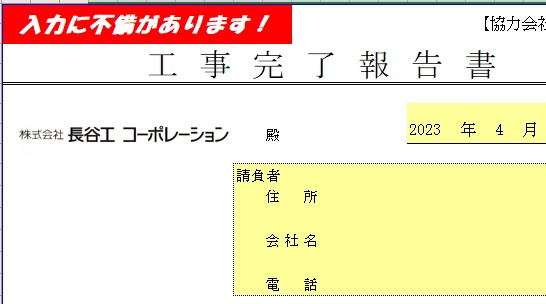 入力に不備があります！
【協力会社
工事完了報告書
株式会社 長谷工 コーポレーション 殿
2023 年 4 月
請負者
住所
会社名
電話